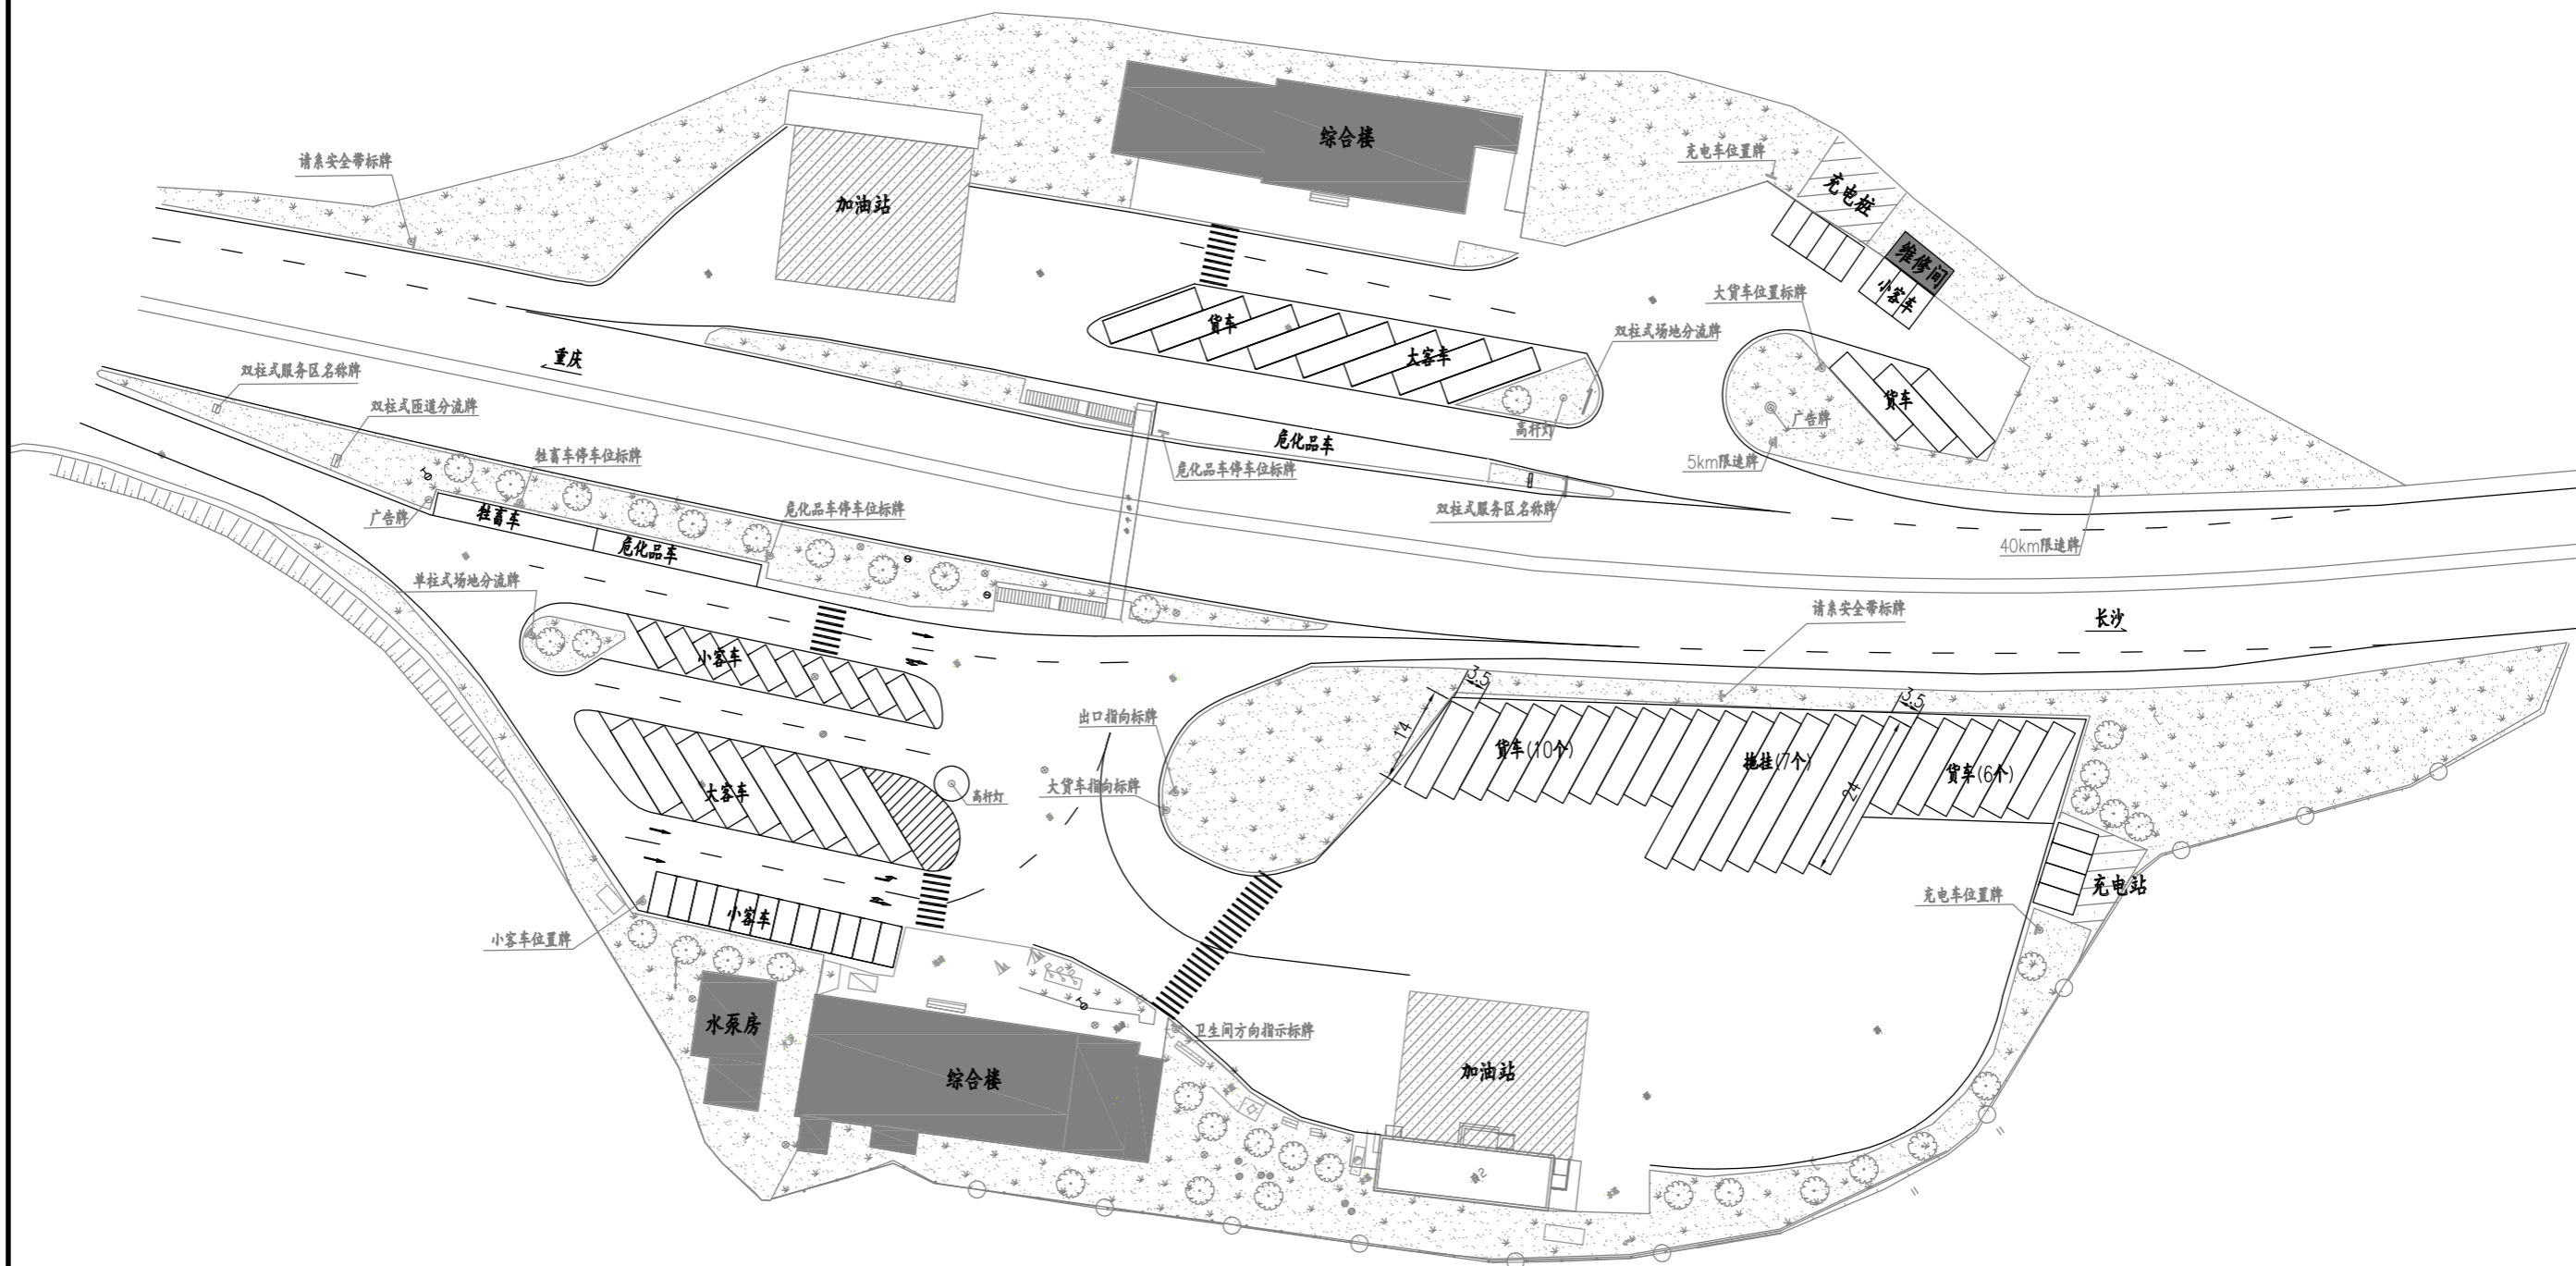 综合楼
请系安全带标牌
充电车位置牌
充电桩
加油站
维修间
小客车
大货车位置标牌
货车
双柱式场地分流牌
大客车
重庆
双柱式服务区名称牌
双柱式匝道分流牌
货车
广告牌
高杆灯
危化品车
牲畜车停车位标牌
5km限速牌
危化品车停车位标牌
双柱式服务区名称牌
危化品车停车位标牌
广告牌
牲畜车
40km限速牌
危化品车
单柱式场地分流牌
请系安全带标牌
长沙
小客车
3.5
3.5
出口指向标牌
14
货车(10个)
拖挂(7个)
货车(6个)
大货车指向标牌
大客车
高杆灯
24
充电站
充电车位置牌
小客车
小客车位置牌
水泵房
卫生间方向指示标牌
加油站
综合楼